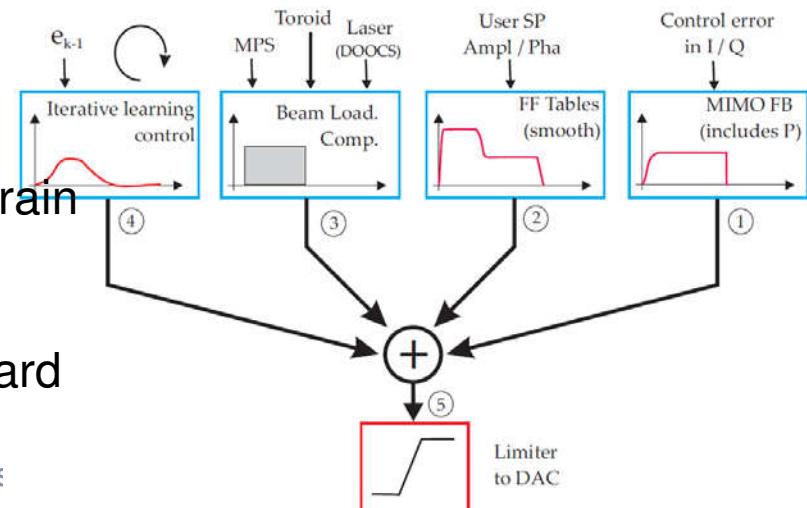 e_{k-1}
MPS
Toroid
Laser
(DOOCS)
User SP
Ampl / Pha
Control error
in I / Q
Iterative learning
control
Beam Load.
Comp.
FF Tables
(smooth)
MIMO FB
(includes P)
rain
④
③
②
①
+
ard
⑤
Limiter
to DAC